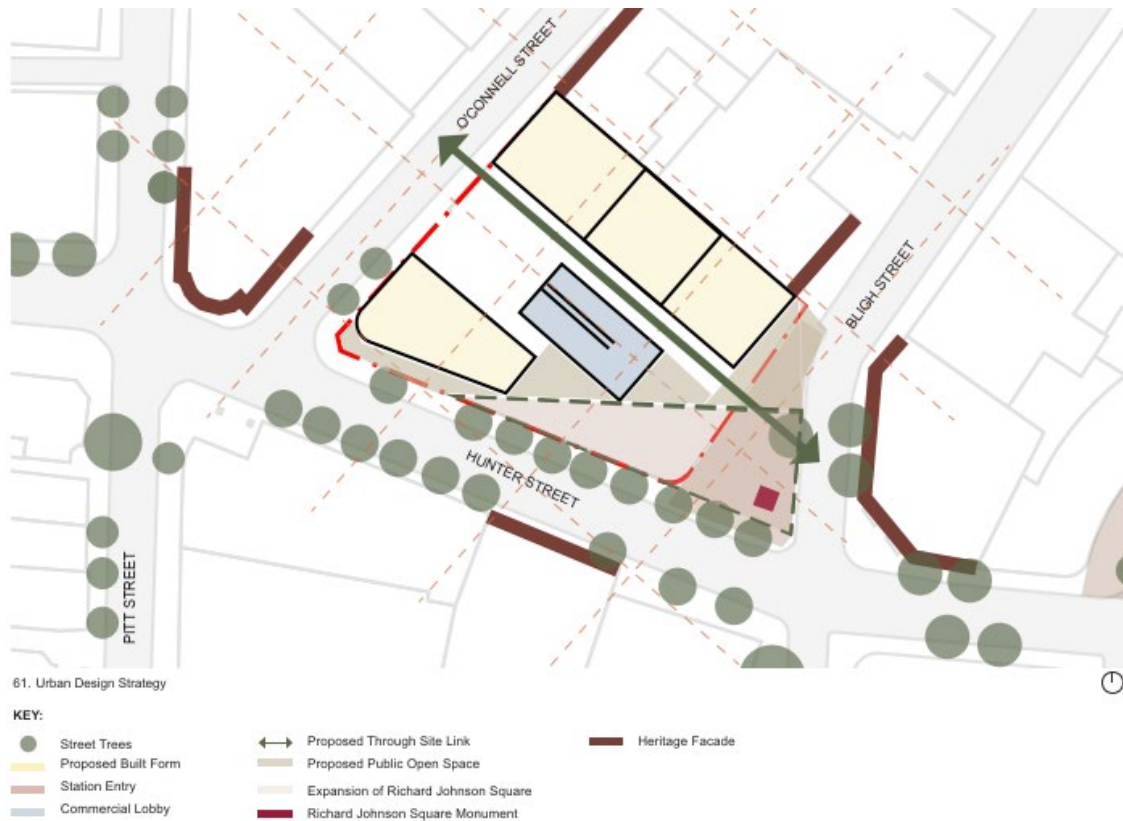 O'CONNELL STREET
BLIGH STREET
HUNTER STREET
PITT STREET
61. Urban Design Strategy
KEY:
Street Trees
Proposed Built Form
Station Entry
Commercial Lobby
Proposed Through Site Link
Proposed Public Open Space
Expansion of Richard Johnson Square
Richard Johnson Square Monument
Heritage Facade